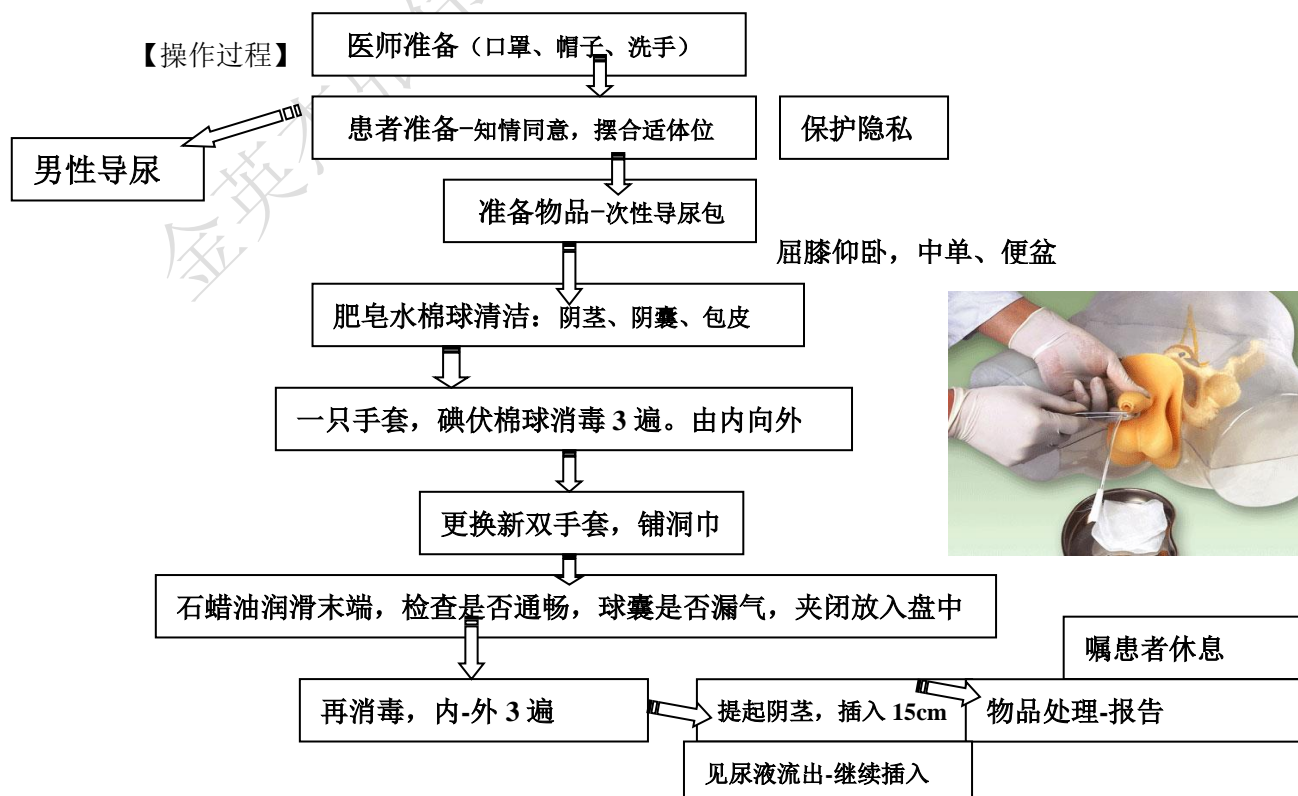 【操作过程】
医师准备（口罩、帽子、洗手）
患者准备-知情同意，摆合适体位
保护隐私
男性导尿
准备物品-次性导尿包
屈膝仰卧，中单、便盆
肥皂水棉球清洁：阴茎、阴囊、包皮
一只手套，碘伏棉球消毒 3 遍。由内向外
更换新双手套，铺洞巾
石蜡油润滑末端，检查是否通畅，球囊是否漏气，夹闭放入盘中
嘱患者休息
再消毒，内-外 3 遍
提起阴茎，插入 15cm
物品处理-报告
见尿液流出-继续插入
金英杰